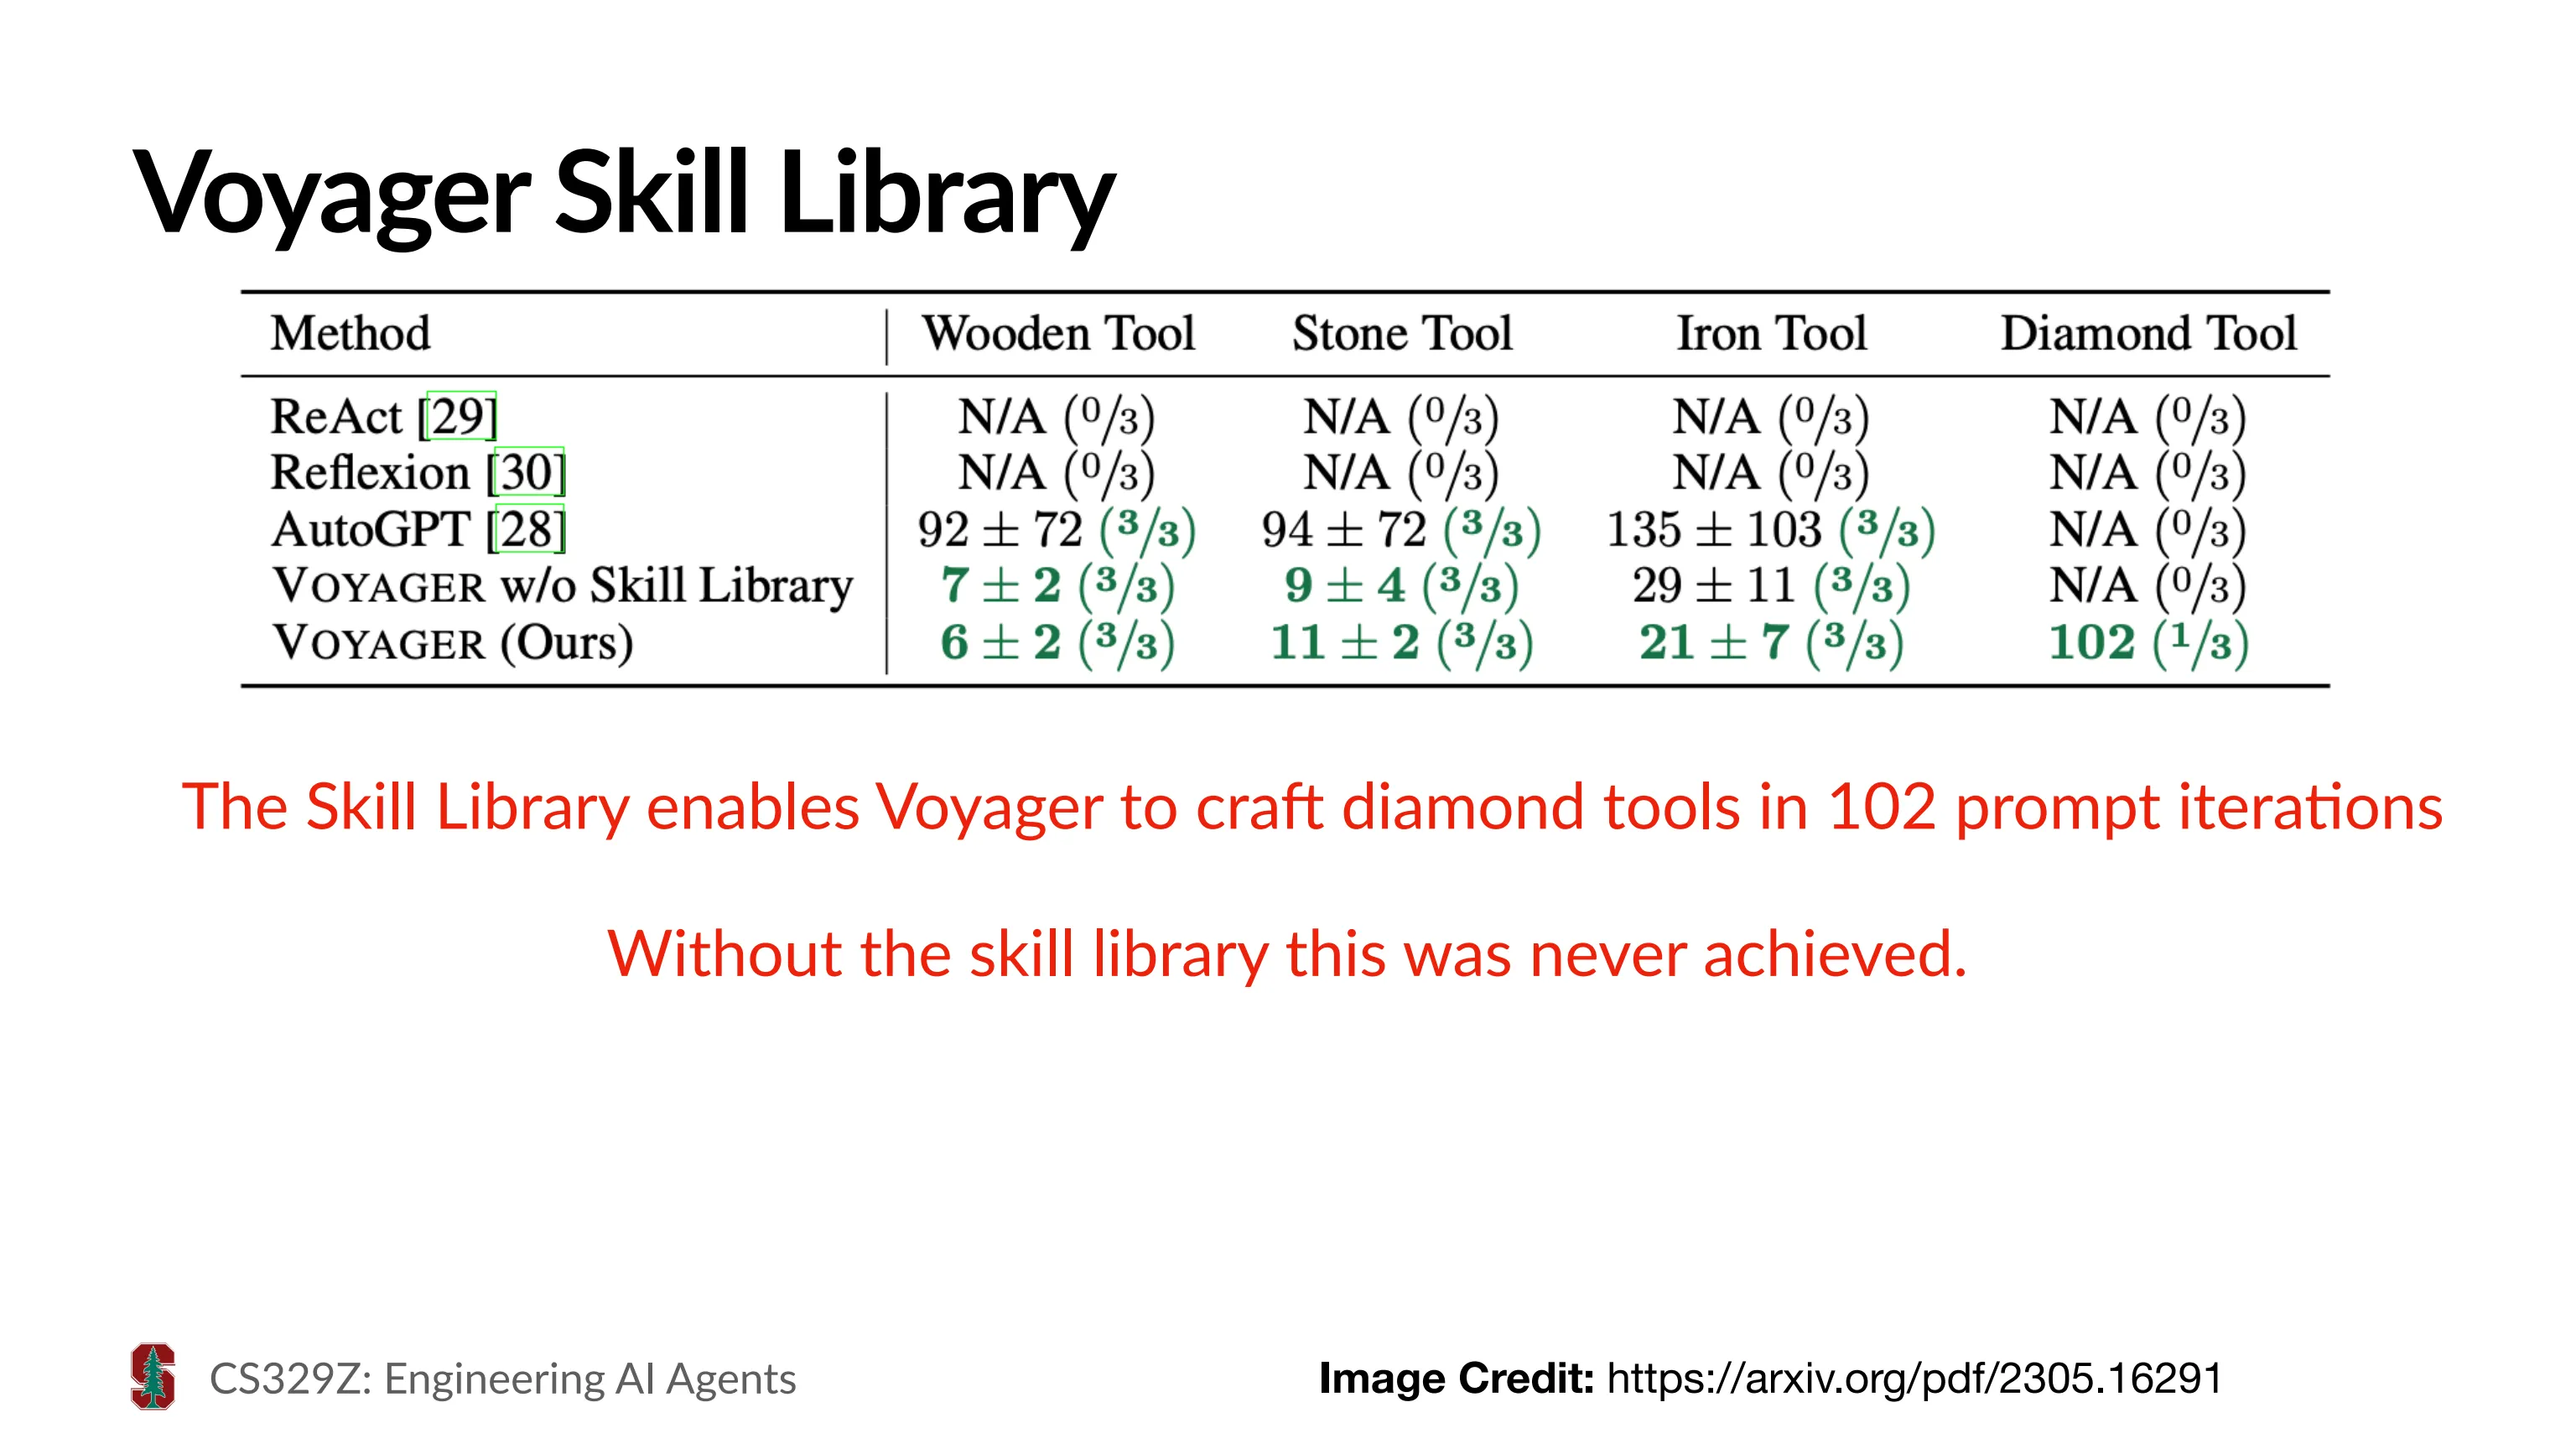 Voyager Skill Library
Method Wooden Tool Stone Tool Iron Tool Diamond Tool
ReAct [29] N/A (0/3) N/A (0/3) N/A (0/3) N/A (0/3)
Reflexion [30] N/A (0/3) N/A (0/3) N/A (0/3) N/A (0/3)
AutoGPT [28] 92 ± 72 (3/3) 94 ± 72 (3/3) 135 ± 103 (3/3) N/A (0/3)
VOYAGER w/o Skill Library 7 ± 2 (3/3) 9 ± 4 (3/3) 29 ± 11 (3/3) N/A (0/3)
VOYAGER (Ours) 6 ± 2 (3/3) 11 ± 2 (3/3) 21 ± 7 (3/3) 102 (1/3)
The Skill Library enables Voyager to craft diamond tools in 102 prompt iterations
Without the skill library this was never achieved.
CS329Z: Engineering AI Agents
Image Credit: https://arxiv.org/pdf/2305.16291